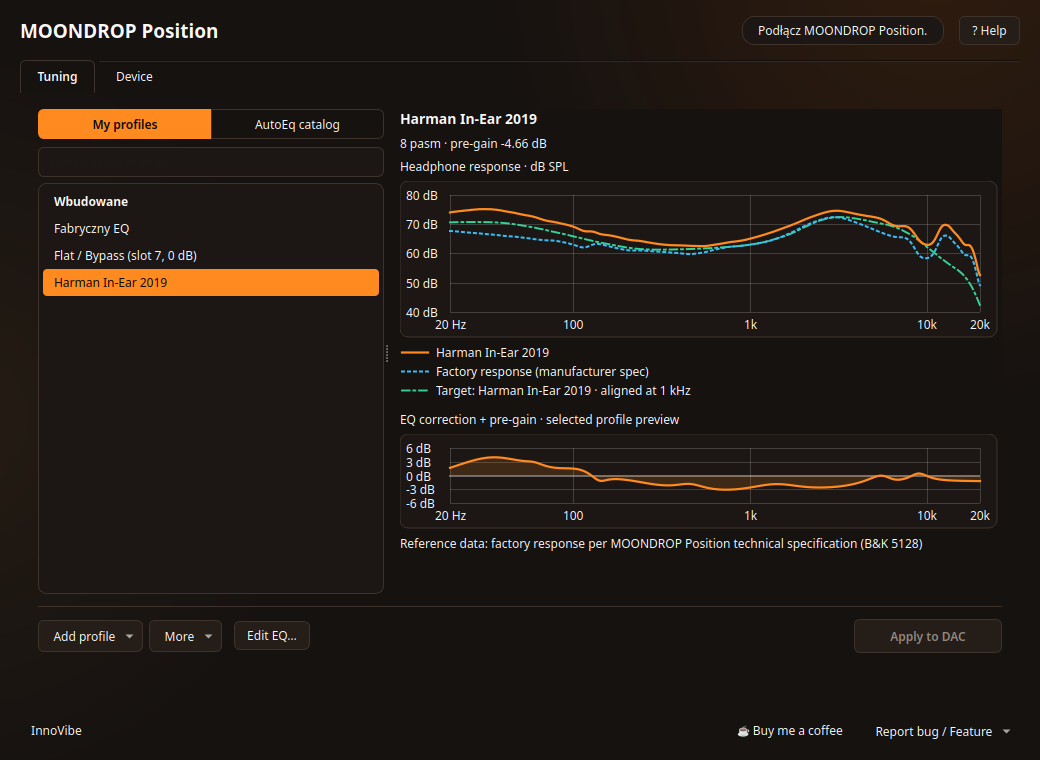 MOONDROP Position
Podłącz MOONDROP Position.
? Help
Tuning
Device
My profiles
AutoEq catalog
Wbudowane
Fabryczny EQ
Flat / Bypass (slot 7, 0 dB)
Harman In-Ear 2019
Harman In-Ear 2019
8 pasm · pre-gain -4.66 dB
Headphone response · dB SPL
80 dB
70 dB
60 dB
50 dB
40 dB
20 Hz
100
1k
10k
20k
Harman In-Ear 2019
Factory response (manufacturer spec)
Target: Harman In-Ear 2019 · aligned at 1 kHz
EQ correction + pre-gain · selected profile preview
6 dB
3 dB
0 dB
-3 dB
-6 dB
20 Hz
100
1k
10k
20k
Reference data: factory response per MOONDROP Position technical specification (B&K 5128)
Add profile
More
Edit EQ...
Apply to DAC
InnoVibe
Buy me a coffee
Report bug / Feature